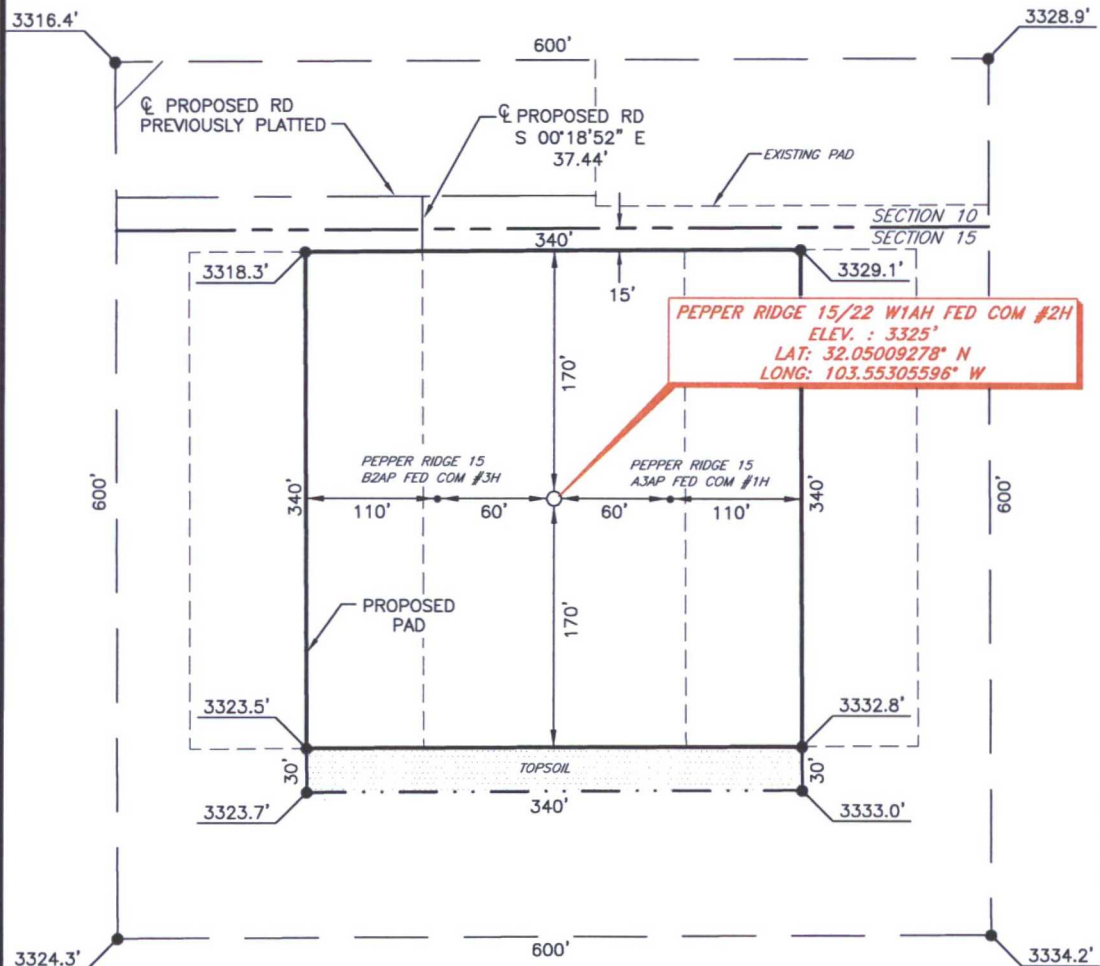 3316.4'
3328.9'
600'
℄ PROPOSED RD
PREVIOUSLY PLATTED
℄ PROPOSED RD
S 00°18'52" E
37.44'
EXISTING PAD
SECTION 10
SECTION 15
340'
3318.3'
3329.1'
15'
PEPPER RIDGE 15/22 W1AH FED COM #2H
ELEV. : 3325'
LAT: 32.05009278° N
LONG: 103.55305596° W
170'
PEPPER RIDGE 15
B2AP FED COM #3H
PEPPER RIDGE 15
A3AP FED COM #1H
600'
340'
110'
60'
60'
110'
340'
600'
170'
PROPOSED
PAD
3323.5'
3332.8'
30'
TOPSOIL
30'
3323.7'
340'
3333.0'
3324.3'
600'
3334.2'